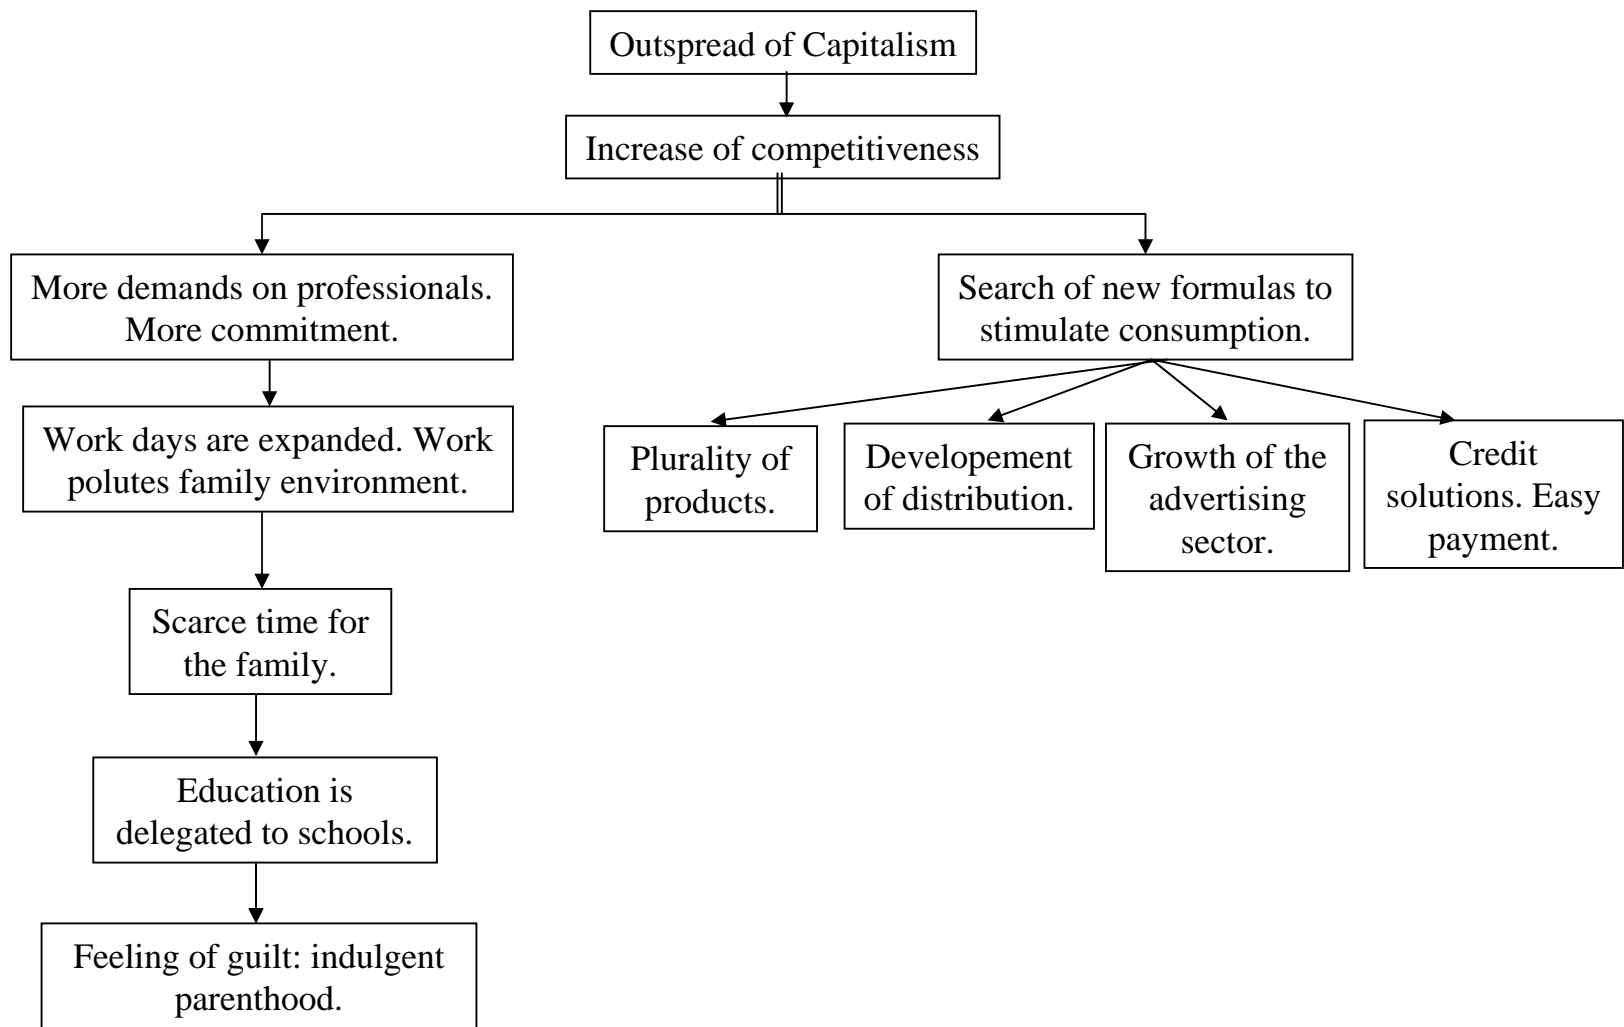 Outspread of Capitalism
Increase of competitiveness
More demands on professionals.
More commitment.
Search of new formulas to
stimulate consumption.
Work days are expanded. Work
polutes family environment.
Plurality of
products.
Developement
of distribution.
Growth of the
advertising
sector.
Credit
solutions. Easy
payment.
Scarce time for
the family.
Education is
delegated to schools.
Feeling of guilt: indulgent
parenthood.